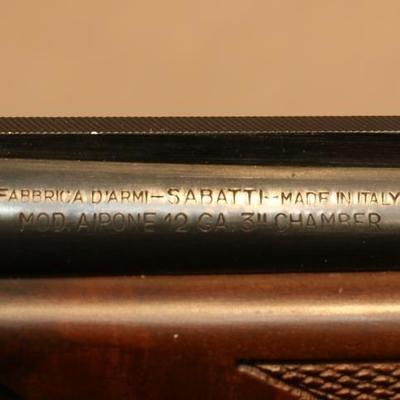 FABBRICA D'ARMI-SABATTI-MADE IN ITALY
MOD. AIRONE 12 GA. 3" CHAMBER